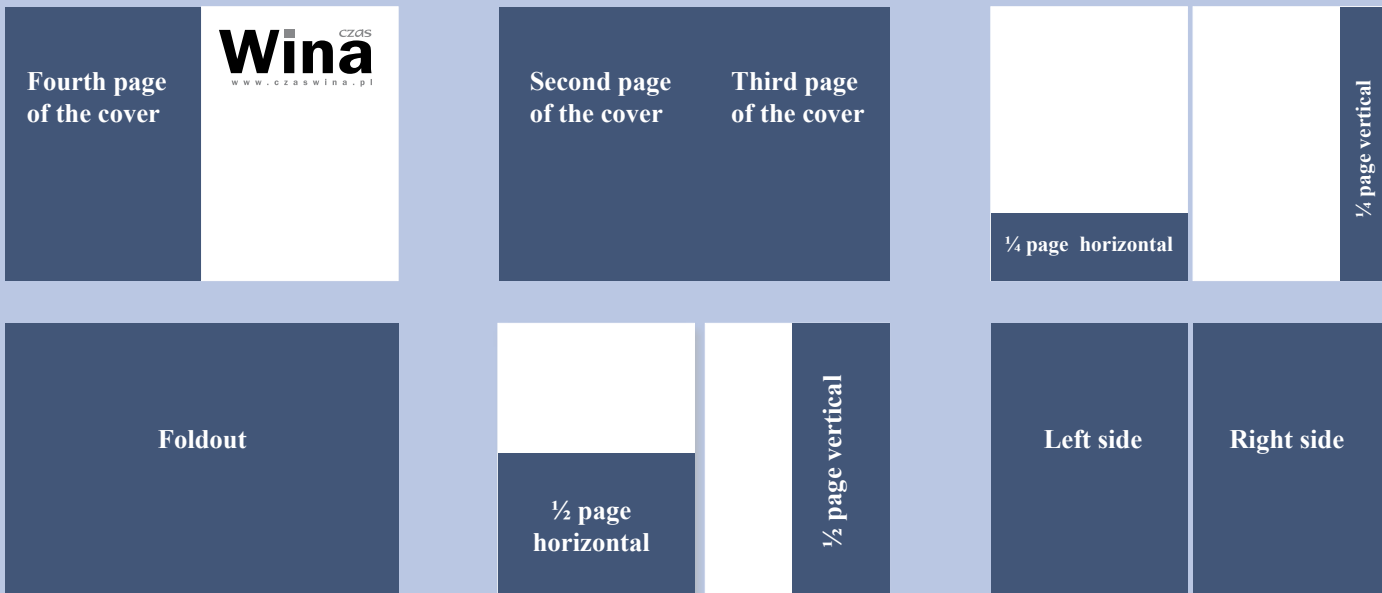 Fourth page
of the cover
czas
Wina
www.czaswina.pl
Second page
of the cover
Third page
of the cover
¼ page horizontal
¼ page vertical
Foldout
½ page
horizontal
½ page vertical
Left side
Right side